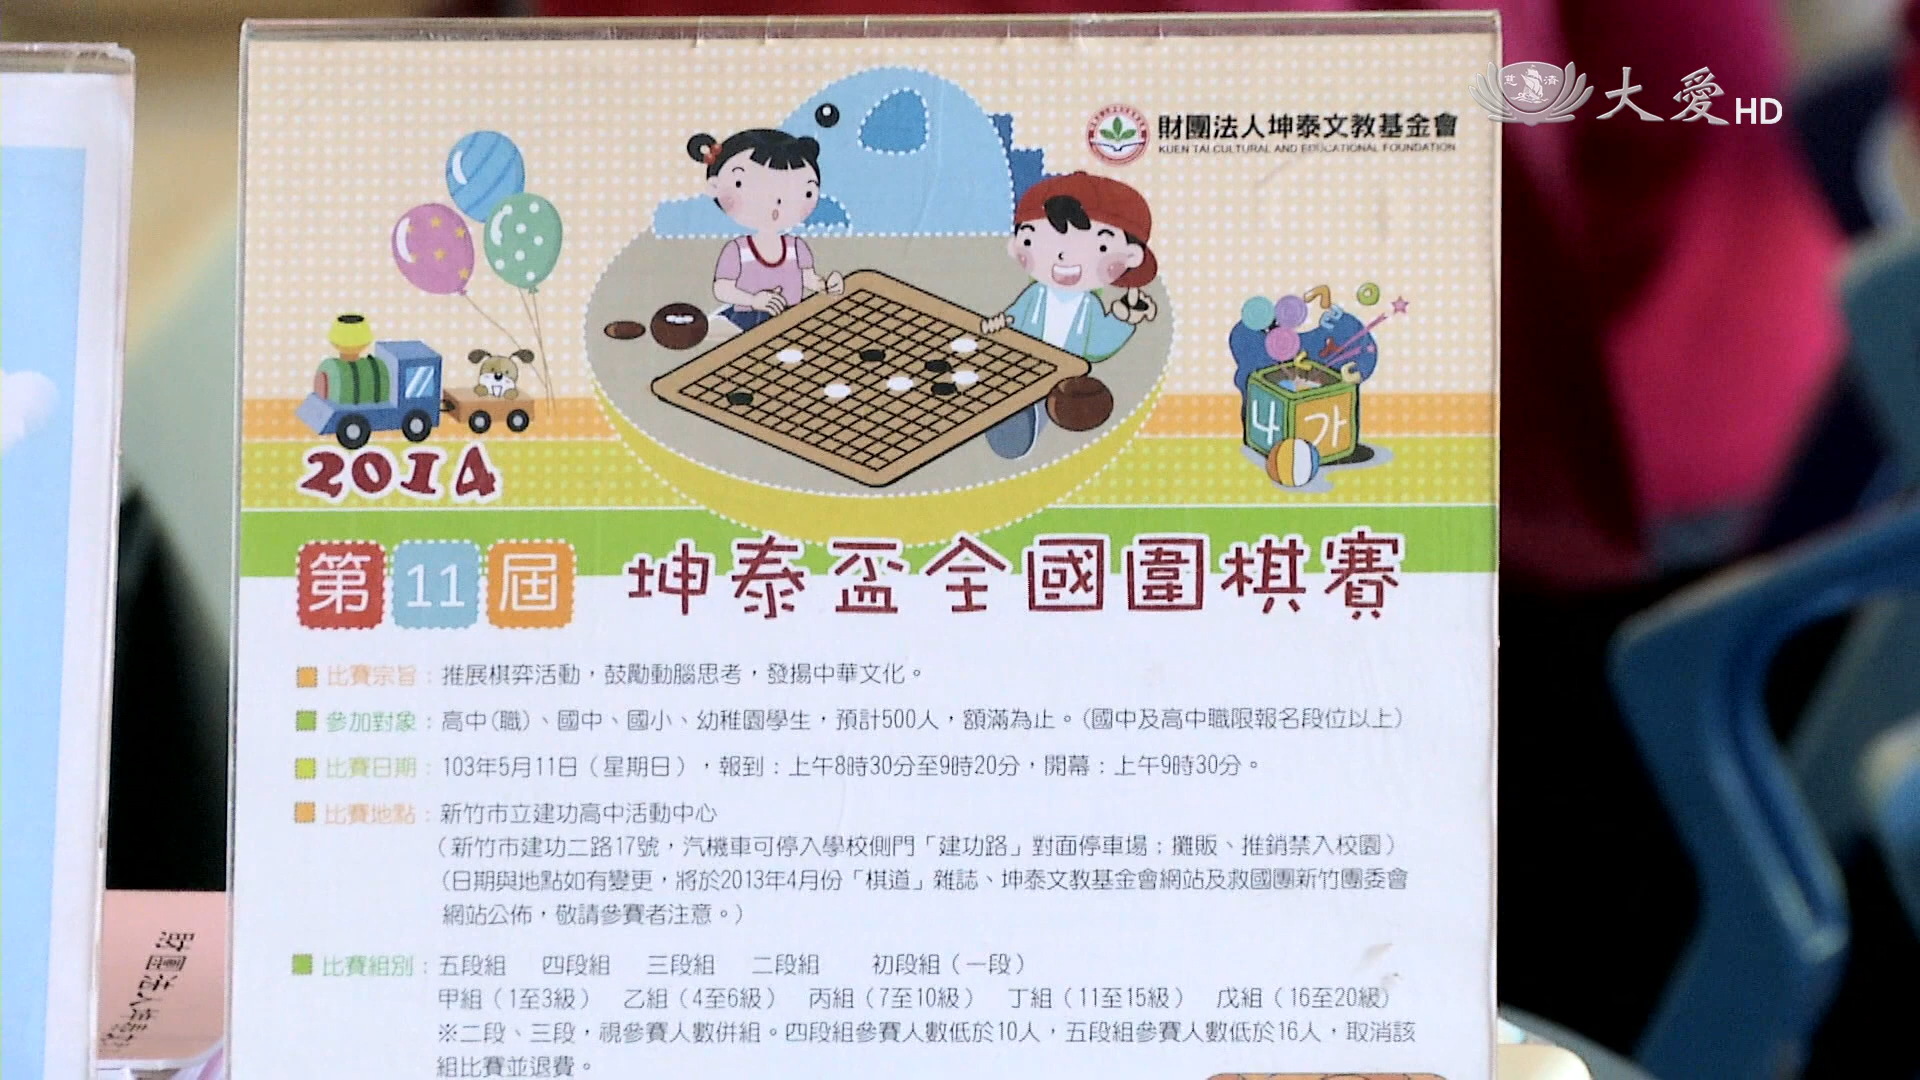 慈 濟
大愛HD
財團法人坤泰文教基金會
KUEN TAI CULTURAL AND EDUCATIONAL FOUNDATION
4 가
2014
第11屆 坤泰盃全國圍棋賽
比賽宗旨：推展棋弈活動，鼓勵動腦思考，發揚中華文化。
參加對象：高中(職)、國中、國小、幼稚園學生，預計500人，額滿為止。(國中及高中職限報名段位以上)
比賽日期：103年5月11日（星期日），報到：上午8時30分至9時20分，開幕：上午9時30分。
比賽地點：新竹市立建功高中活動中心
（新竹市建功二路17號，汽機車可停入學校側門「建功路」對面停車場；攤販、推銷禁入校園）
(日期與地點如有變更，將於2013年4月份「棋道」雜誌、坤泰文教基金會網站及救國團新竹團委會
網站公佈，敬請參賽者注意。)
比賽組別：五段組 四段組 三段組 二段組 初段組（一段）
甲組（1至3級） 乙組（4至6級） 丙組（7至10級） 丁組（11至15級） 戊組（16至20級）
※二段、三段，視參賽人數併組。四段組參賽人數低於10人，五段組參賽人數低於16人，取消該
組比賽並退費。
財團法人